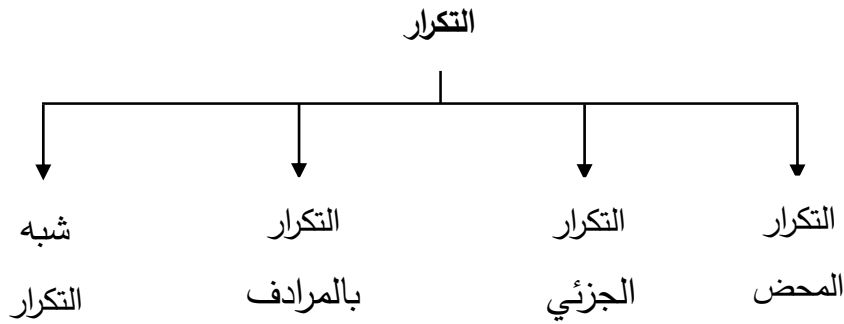 التكرار
التكرار
المحض
التكرار
الجزئي
التكرار
بالمرادف
شبه
التكرار